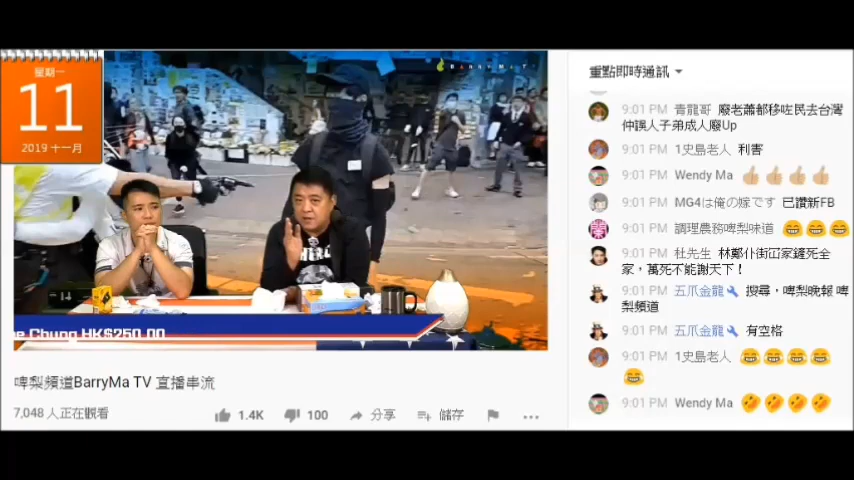 星期一
11
2019 十一月
BarryMa TV
14
HERO
e Chung HK$250.00
啤梨頻道BarryMa TV 直播串流
7,048 人正在觀看
1.4K 100 分享 儲存
重點即時通訊
9:01 PM 青龍哥 廢老蕭都移咗民去台灣
仲誤人子弟成人廢Up
9:01 PM 1史島老人 利害
9:01 PM Wendy Ma 👍🏼👍🏼👍🏼👍🏼
9:01 PM MG4は俺の嫁です 已讚新FB
9:01 PM 調理農務啤梨味道 😂😂😂
9:01 PM 杜先生 林鄭仆街冚家鏟死全
家，萬死不能謝天下！
9:01 PM 五爪金龍 搜尋，啤梨晚報 啤
梨頻道
9:01 PM 五爪金龍 有空格
9:01 PM 1史島老人 😂😂😂😂
😂
9:01 PM Wendy Ma 🤣🤣🤣🤣